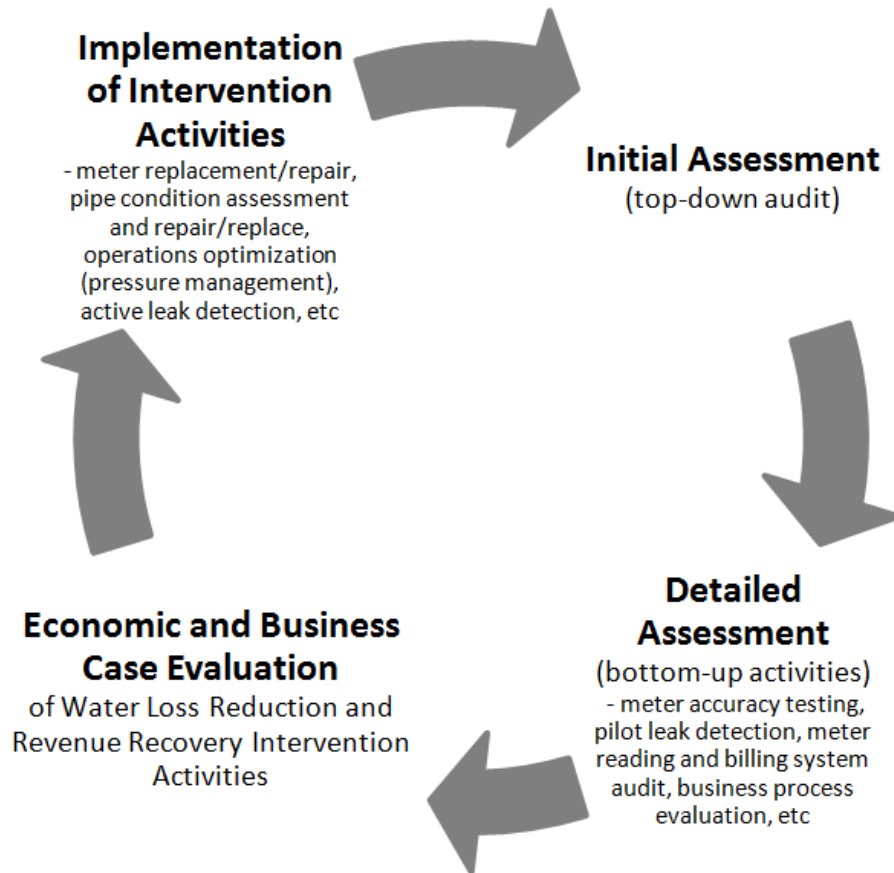 Implementation
of Intervention
Activities
- meter replacement/repair,
pipe condition assessment
and repair/replace,
operations optimization
(pressure management),
active leak detection, etc
Initial Assessment
(top-down audit)
Detailed
Assessment
(bottom-up activities)
- meter accuracy testing,
pilot leak detection, meter
reading and billing system
audit, business process
evaluation, etc
Economic and Business
Case Evaluation
of Water Loss Reduction and
Revenue Recovery Intervention
Activities